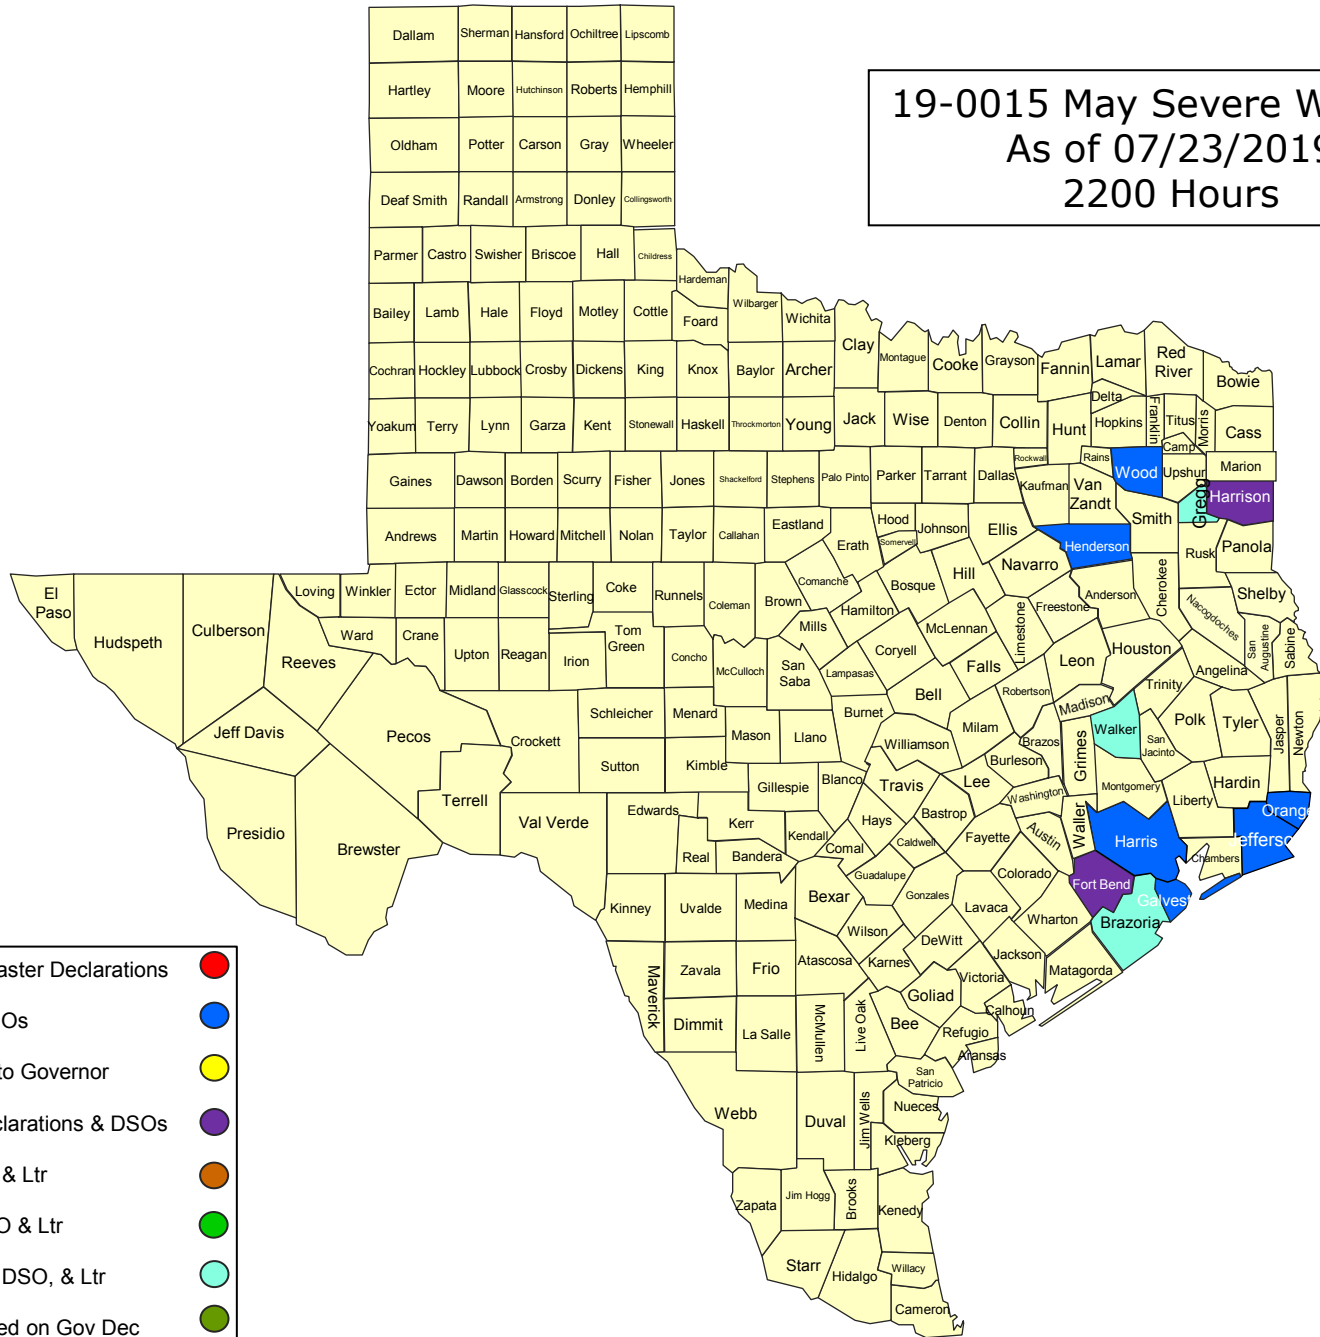 19-0015 May Severe W
As of 07/23/2019
2200 Hours
Dallam Sherman Hansford Ochiltree Lipscomb
Hartley Moore Hutchinson Roberts Hemphill
Oldham Potter Carson Gray Wheeler
Deaf Smith Randall Armstrong Donley Collingsworth
Parmer Castro Swisher Briscoe Hall Childress
Hardeman
Bailey Lamb Hale Floyd Motley Cottle Foard Wilbarger Wichita
Clay Montague Cooke Grayson Fannin Lamar Red
River
Bowie
Cochran Hockley Lubbock Crosby Dickens King Knox Baylor Archer
Delta
Yoakum Terry Lynn Garza Kent Stonewall Haskell Throckmorton Young Jack Wise Denton Collin Hunt Hopkins Franklin Titus Morris Cass
Camp
Rockwall Rains Wood Upshur Marion
Gaines Dawson Borden Scurry Fisher Jones Shackelford Stephens Palo Pinto Parker Tarrant Dallas Kaufman Van
Zandt
Gregg Harrison
Smith
Andrews Martin Howard Mitchell Nolan Taylor Callahan Eastland Erath Hood Somervell Johnson Ellis Henderson Rusk Panola
Navarro
El
Paso
Hudspeth Culberson Loving Winkler Ector Midland Glasscock Sterling Coke Runnels Coleman Brown Comanche Hamilton Bosque Hill Freestone Anderson Cherokee Nacogdoches Shelby
Reeves Ward Crane Upton Reagan Irion Tom
Green
Concho McCulloch San
Saba
Mills Lampasas Coryell McLennan Limestone Falls Leon Houston Angelina San
Augustine
Sabine
Jeff Davis Pecos Crockett Schleicher Menard Mason Llano Burnet Bell Milam Robertson Madison Walker Trinity Polk Tyler Jasper Newton
San
Jacinto
Sutton Kimble Gillespie Blanco Williamson Travis Lee Burleson Brazos Grimes Washington Montgomery Liberty Hardin
Presidio Brewster Terrell Val Verde Edwards Real Kerr Bandera Kendall Comal Hays Caldwell Bastrop Fayette Austin Waller Harris Chambers Orange
Jefferso
Kinney Uvalde Medina Bexar Guadalupe Gonzales Lavaca Colorado Wharton Fort Bend Brazoria Galvest
Maverick Zavala Frio Atascosa Wilson Karnes DeWitt Jackson Matagorda
Dimmit La Salle McMullen Live Oak Bee Goliad Victoria Calhoun Refugio Aransas
San
Patricio
Webb Duval Jim Wells Nueces
Kleberg
Zapata Jim Hogg Brooks Kenedy
Starr Hidalgo Willacy
Cameron
aster Declarations
Os
to Governor
clarations & DSOs
& Ltr
O & Ltr
DSO, & Ltr
ed on Gov Dec